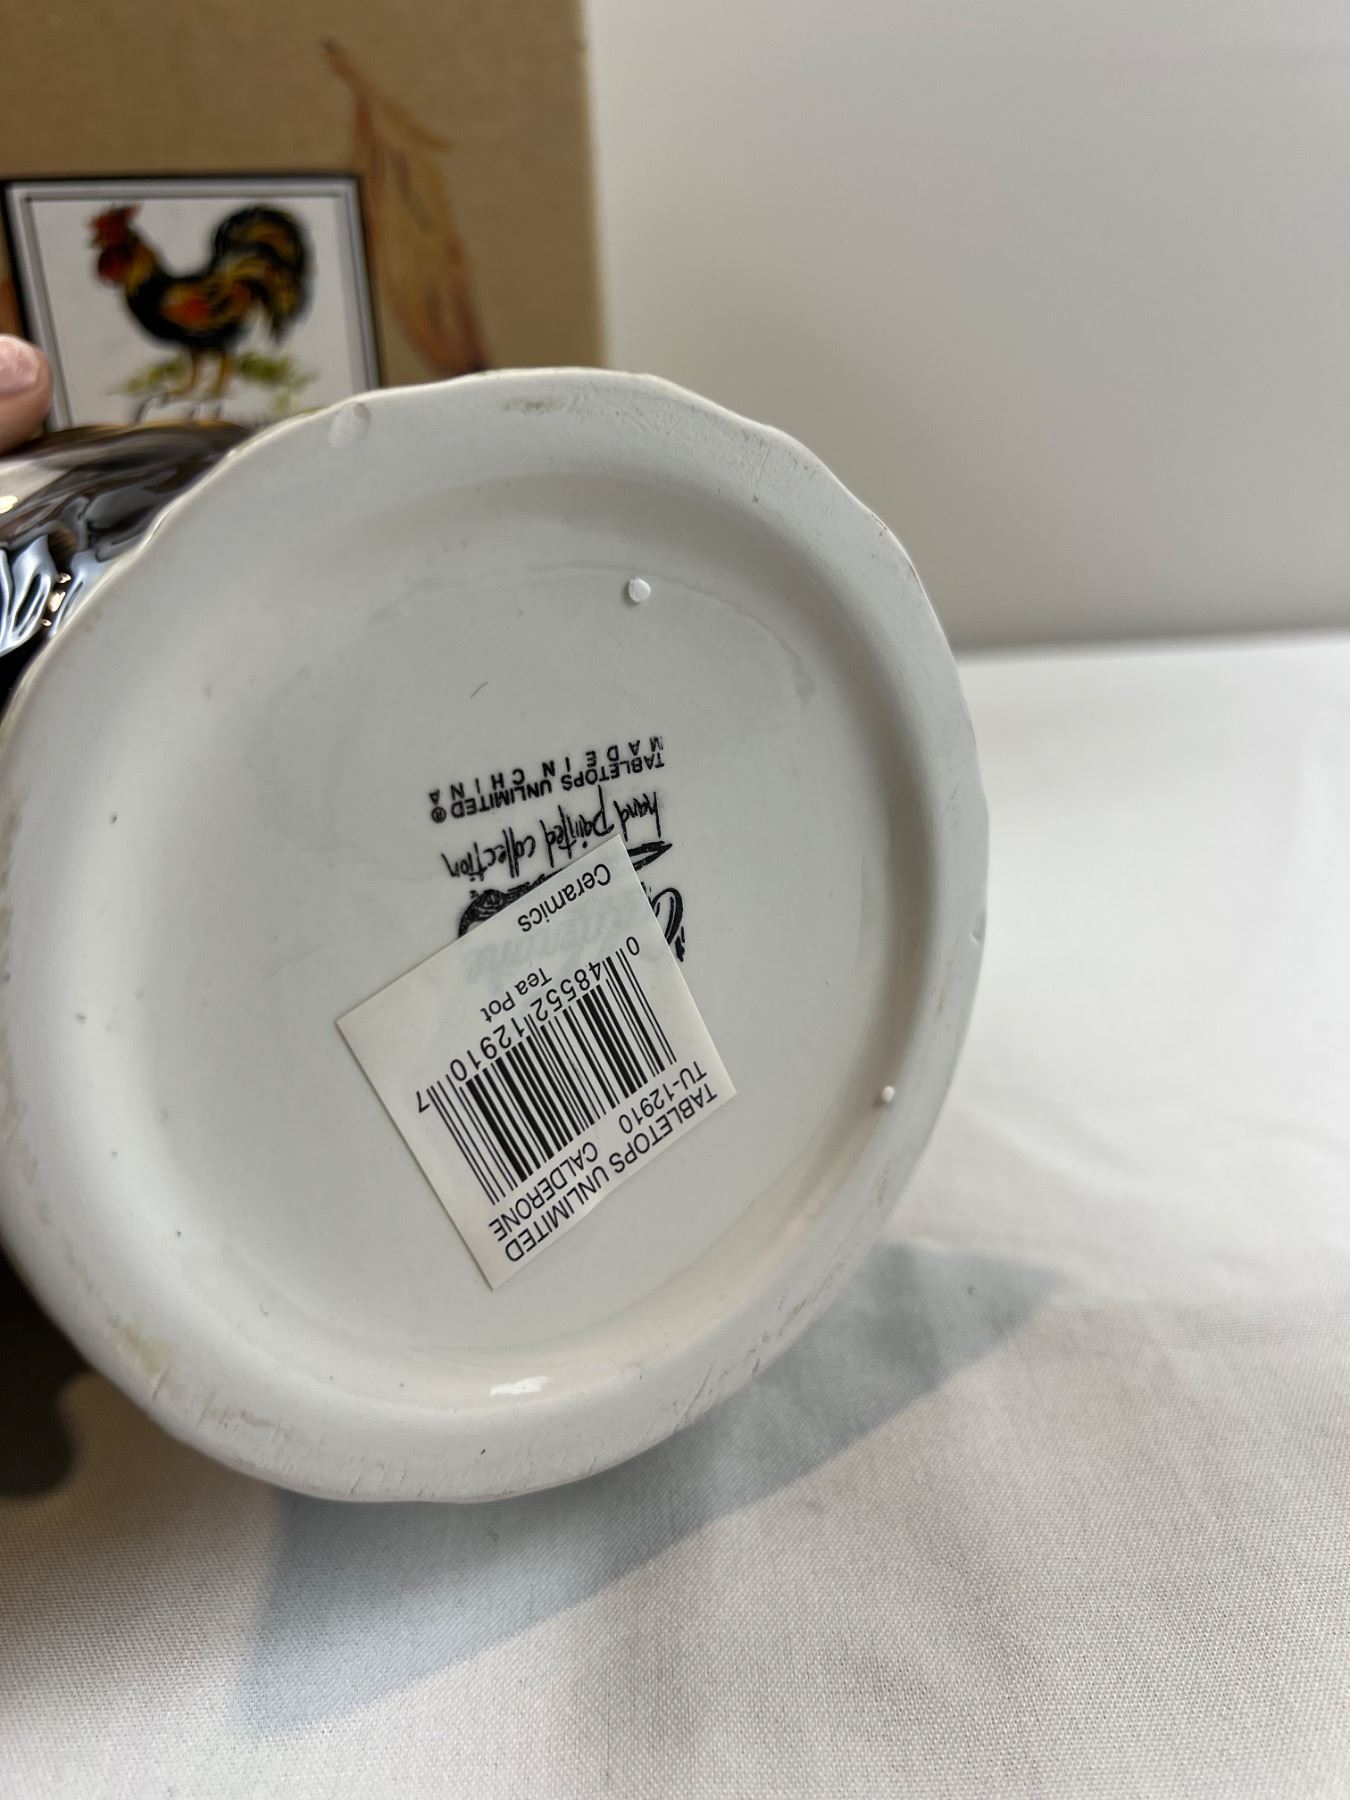 TABLETOPS UNLIMITED
TU-12910 CALDERONE
0 48552 12910 7
Tea Pot
Ceramics
hand painted collection
TABLETOPS UNLIMITED®
MADE IN CHINA